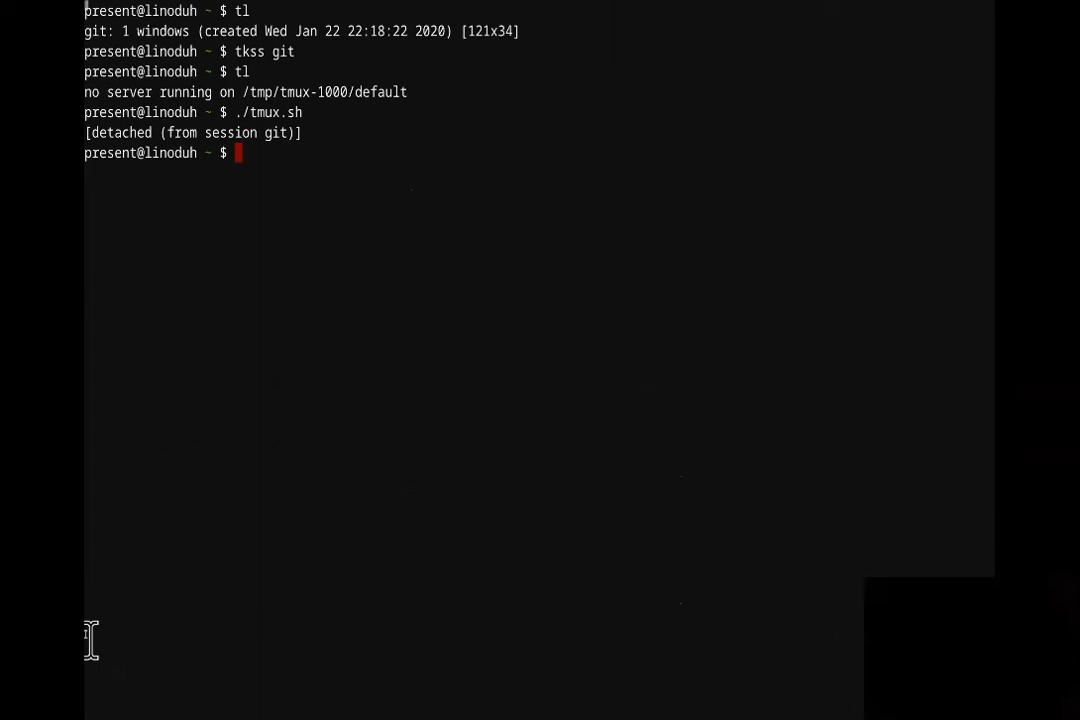 present@linoduh ~ $ tl
git: 1 windows (created Wed Jan 22 22:18:22 2020) [121x34]
present@linoduh ~ $ tkss git
present@linoduh ~ $ tl
no server running on /tmp/tmux-1000/default
present@linoduh ~ $ ./tmux.sh
[detached (from session git)]
present@linoduh ~ $